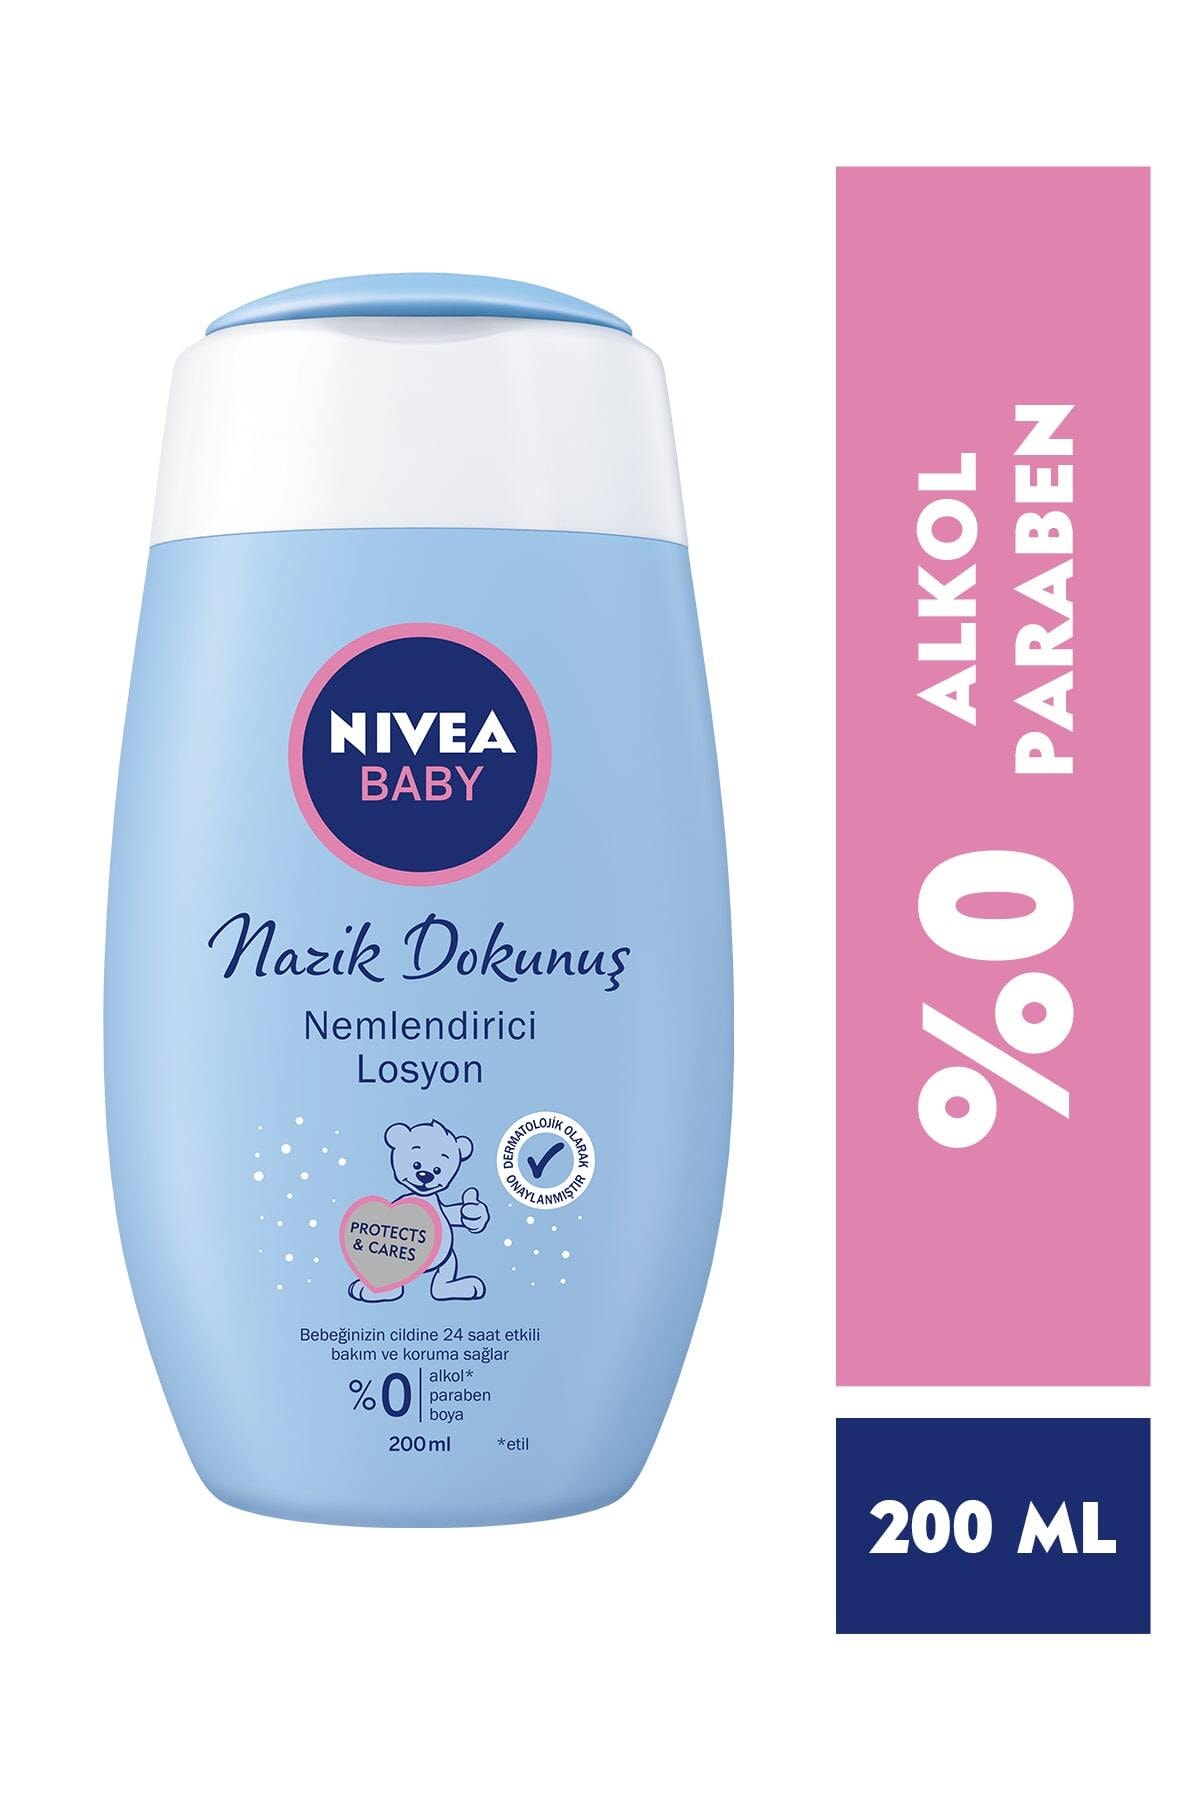 NIVEA
BABY
Nazik Dokunuş
Nemlendirici
Losyon
DERMATOLOJİK OLARAK
ONAYLANMIŞTIR
PROTECTS
& CARES
Bebeğinizin cildine 24 saat etkili
bakım ve koruma sağlar
%0
alkol*
paraben
boya
200ml
*etil
%0
ALKOL
PARABEN
200 ML